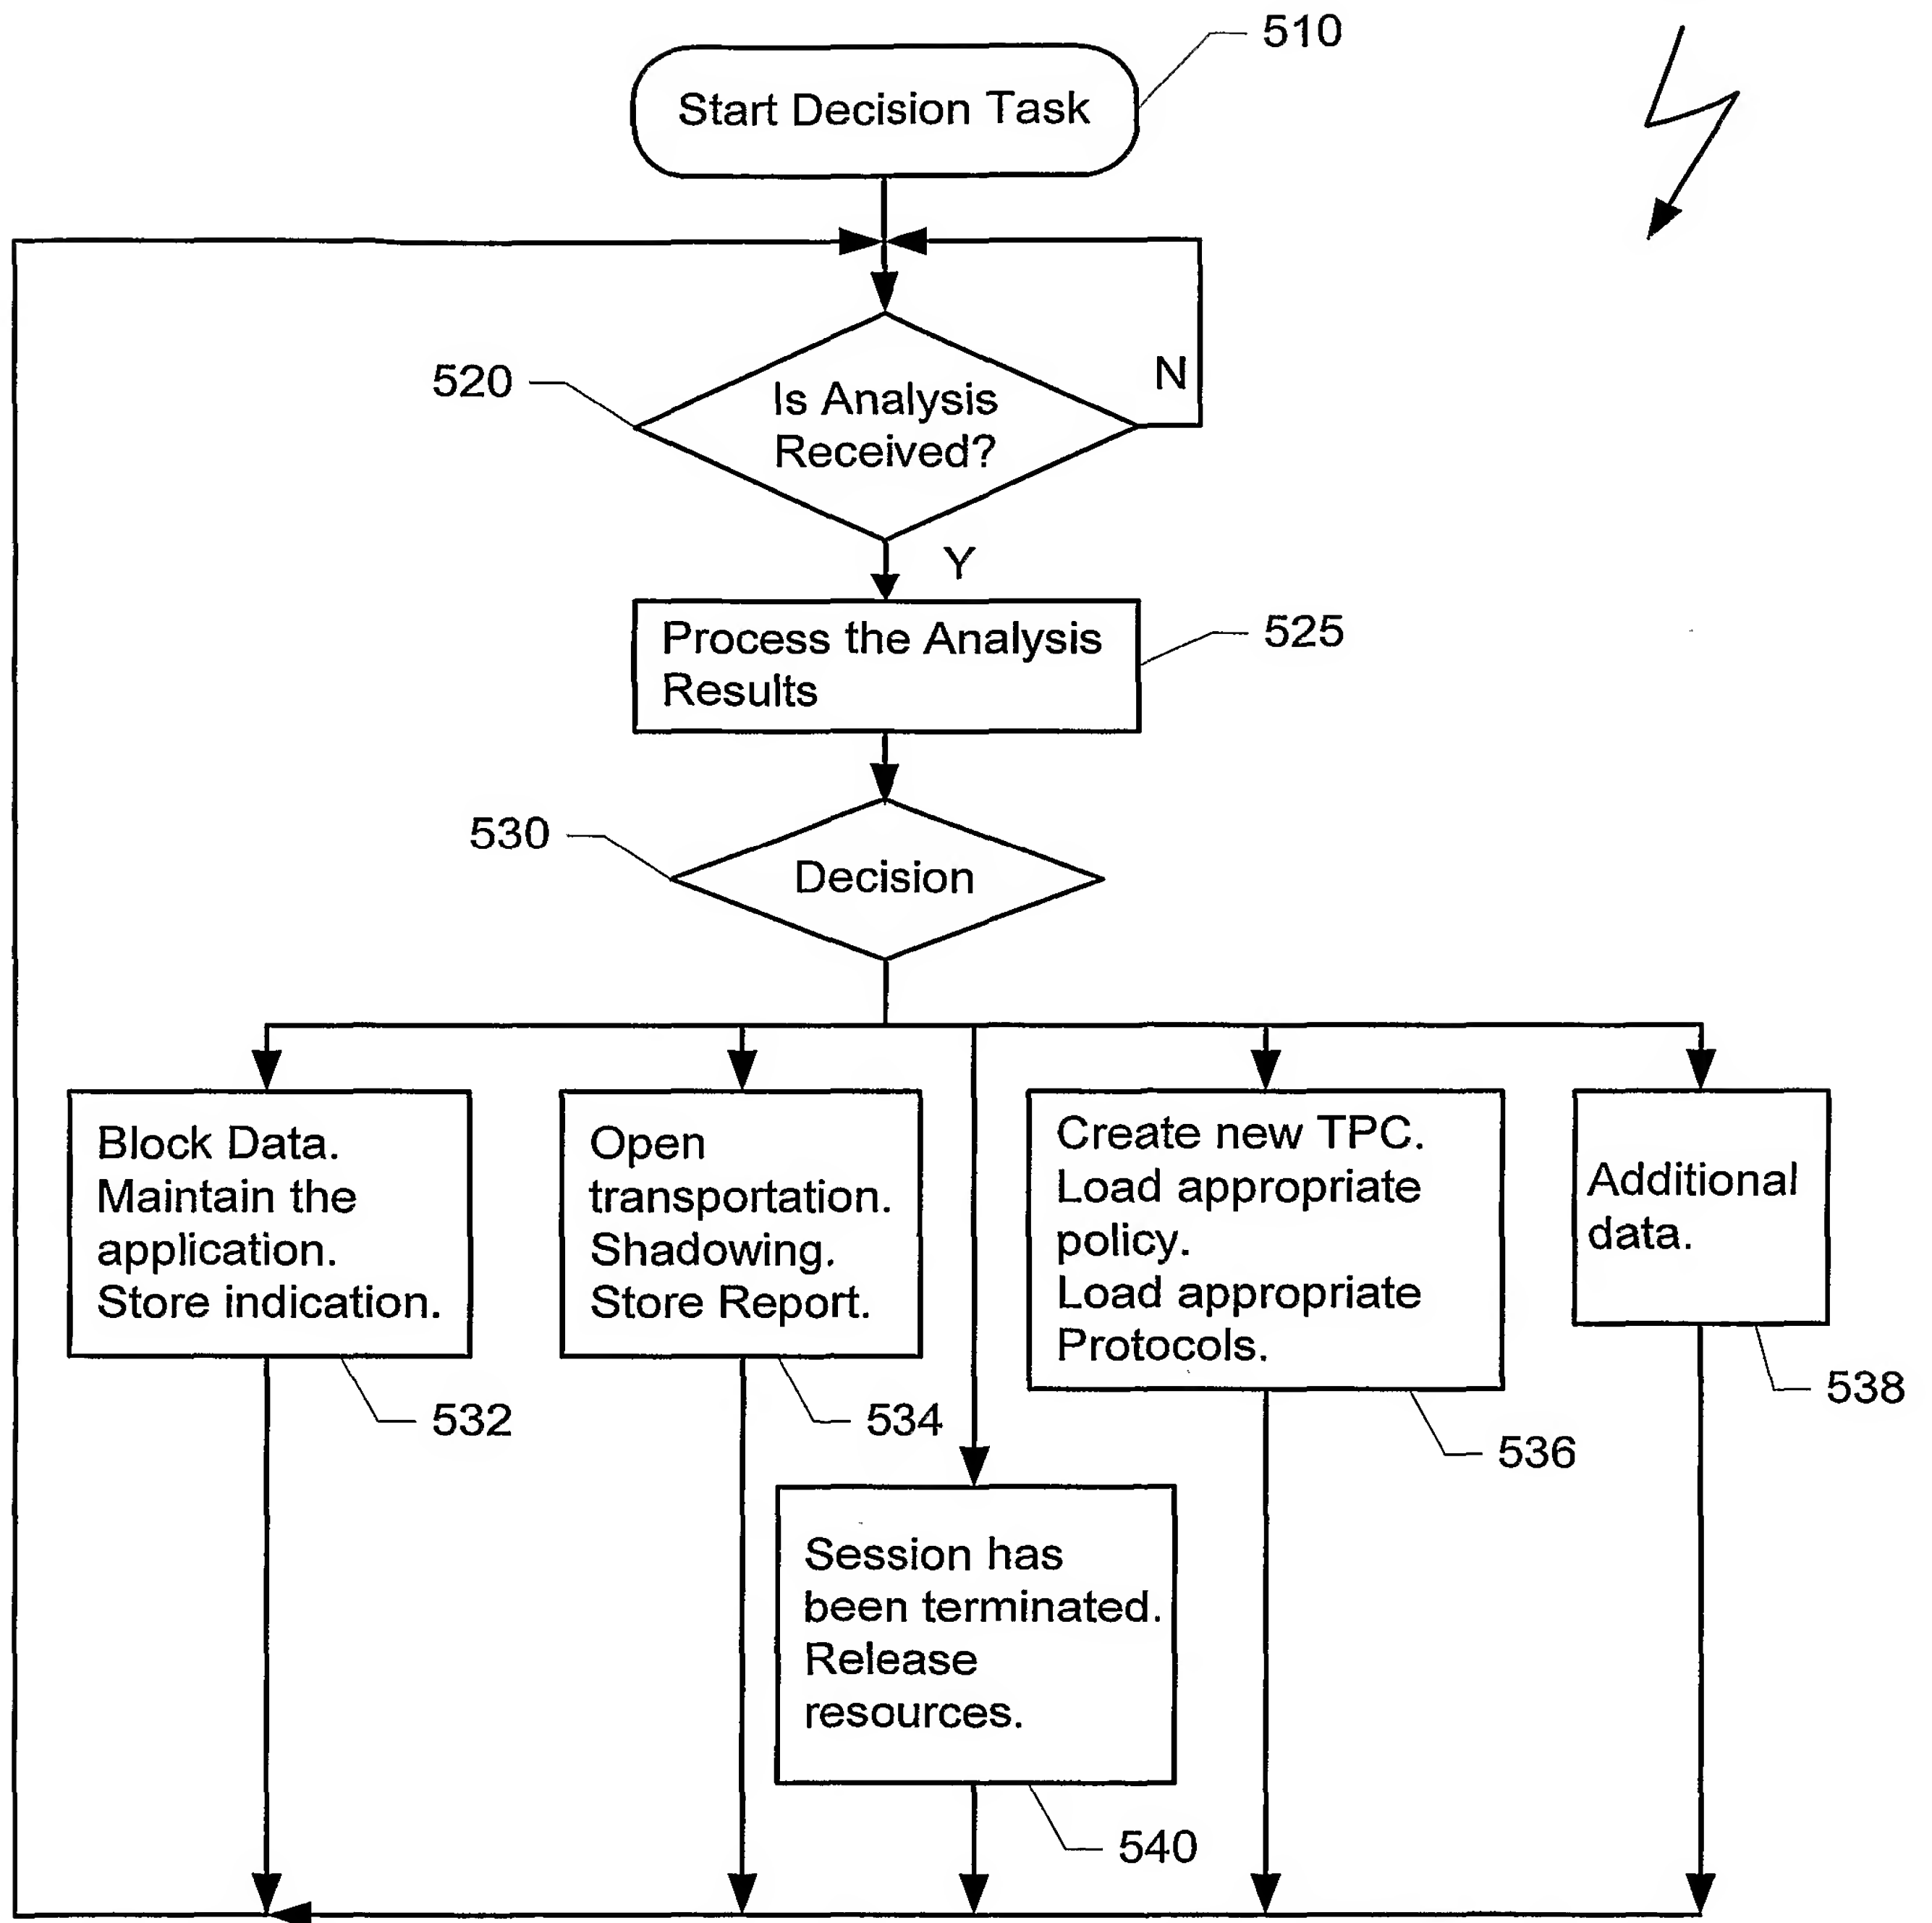 510
Start Decision Task
520
Is Analysis
Received?
N
Y
Process the Analysis
Results
525
530
Decision
Block Data.
Maintain the
application.
Store indication.
532
Open
transportation.
Shadowing.
Store Report.
534
Create new TPC.
Load appropriate
policy.
Load appropriate
Protocols.
536
Additional
data.
538
Session has
been terminated.
Release
resources.
540